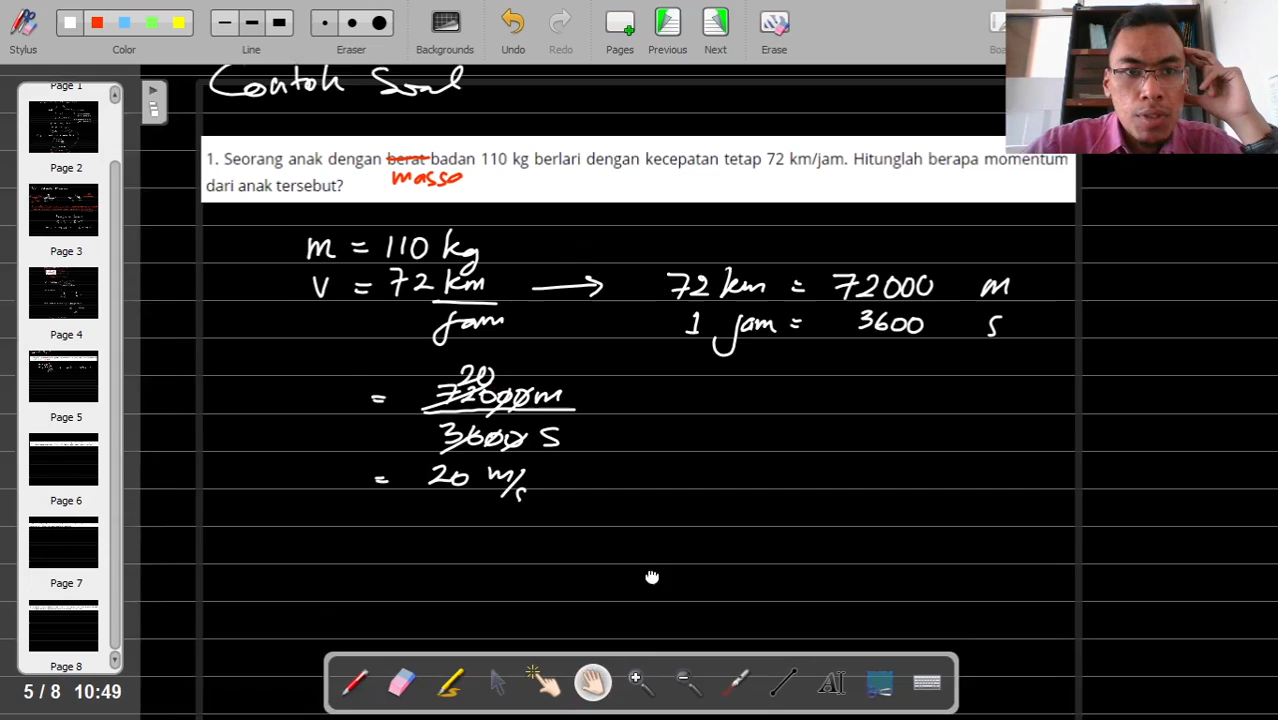 Stylus
Color
Line
Eraser
Backgrounds
Undo
Redo
Pages
Previous
Next
Erase
Page 1
Page 2
Page 3
Page 4
Page 5
Page 6
Page 7
Page 8
Contoh Soal
1. Seorang anak dengan berat badan 110 kg berlari dengan kecepatan tetap 72 km/jam. Hitunglah berapa momentum
massa
dari anak tersebut?
m = 110 kg
v = 72 km → 72 km = 72000 m
jam 1 jam = 3600 s
20
= 72000 m
3600 s
= 20 m/s
5 / 8 10:49